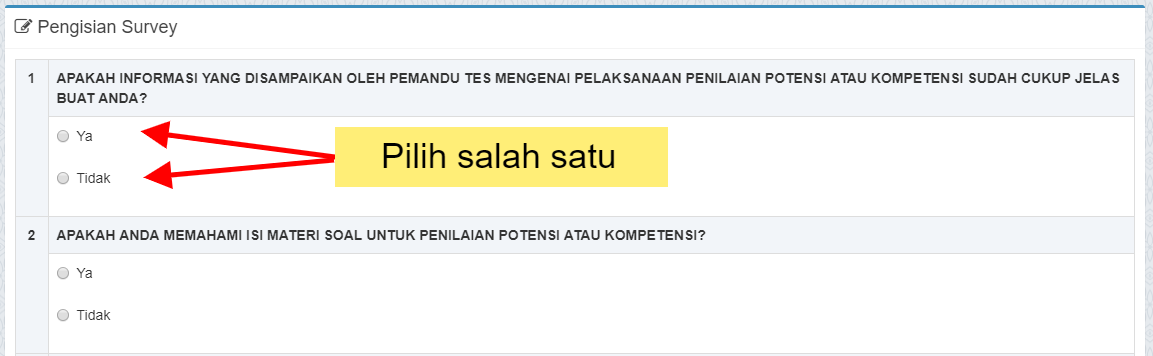 Pengisian Survey
1 APAKAH INFORMASI YANG DISAMPAIKAN OLEH PEMANDU TES MENGENAI PELAKSANAAN PENILAIAN POTENSI ATAU KOMPETENSI SUDAH CUKUP JELAS
BUAT ANDA?
Ya
Pilih salah satu
Tidak
2 APAKAH ANDA MEMAHAMI ISI MATERI SOAL UNTUK PENILAIAN POTENSI ATAU KOMPETENSI?
Ya
Tidak